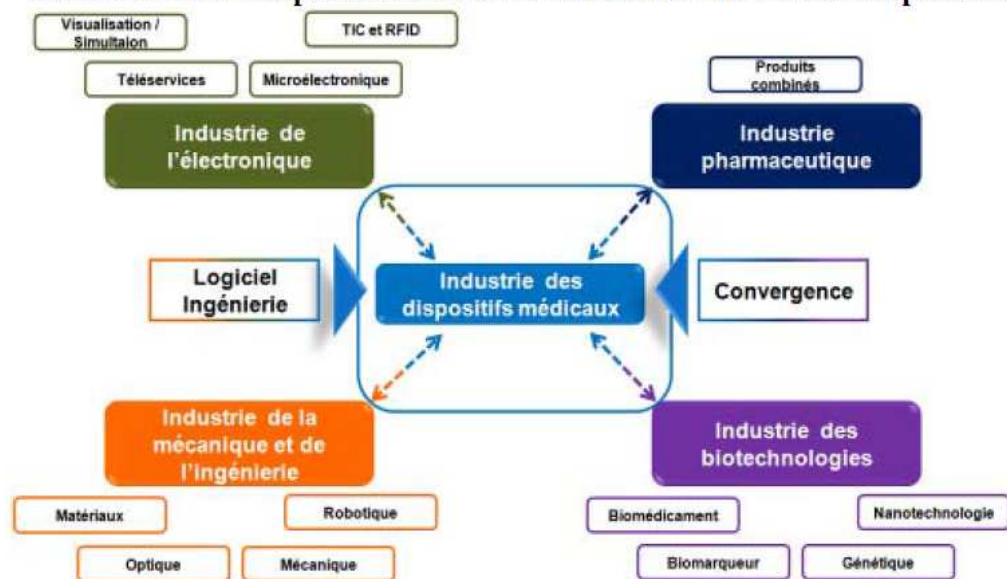 Visualisation /
Simultaion
TIC et RFID
Téléservices
Microélectronique
Produits
combinés
Industrie de
l'électronique
Industrie
pharmaceutique
Logiciel
Ingénierie
Industrie des
dispositifs médicaux
Convergence
Industrie de la
mécanique et de
l'ingénierie
Industrie des
biotechnologies
Matériaux
Robotique
Optique
Mécanique
Biomédicament
Nanotechnologie
Biomarqueur
Génétique